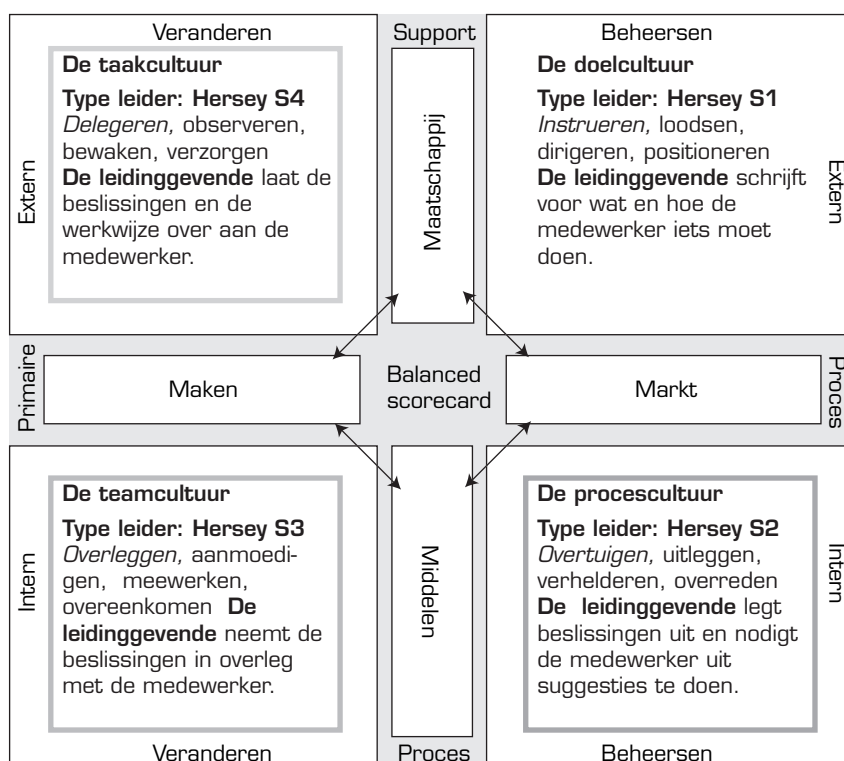 Veranderen
Support
Beheersen
Extern
De taakcultuur
Type leider: Hersey S4
Delegeren, observeren,
bewaken, verzorgen
De leidinggevende laat de
beslissingen en de
werkwijze over aan de
medewerker.
Maatschappij
De doelcultuur
Type leider: Hersey S1
Instrueren, loodsen,
dirigeren, positioneren
De leidinggevende schrijft
voor wat en hoe de
medewerker iets moet
doen.
Extern
Primaire
Maken
Balanced
scorecard
Markt
Proces
Intern
De teamcultuur
Type leider: Hersey S3
Overleggen, aanmoedi-
gen, meewerken,
overeenkomen De
leidinggevende neemt de
beslissingen in overleg
met de medewerker.
Middelen
De procescultuur
Type leider: Hersey S2
Overtuigen, uitleggen,
verhelderen, overreden
De leidinggevende legt
beslissingen uit en nodigt
de medewerker uit
suggesties te doen.
Intern
Veranderen
Proces
Beheersen